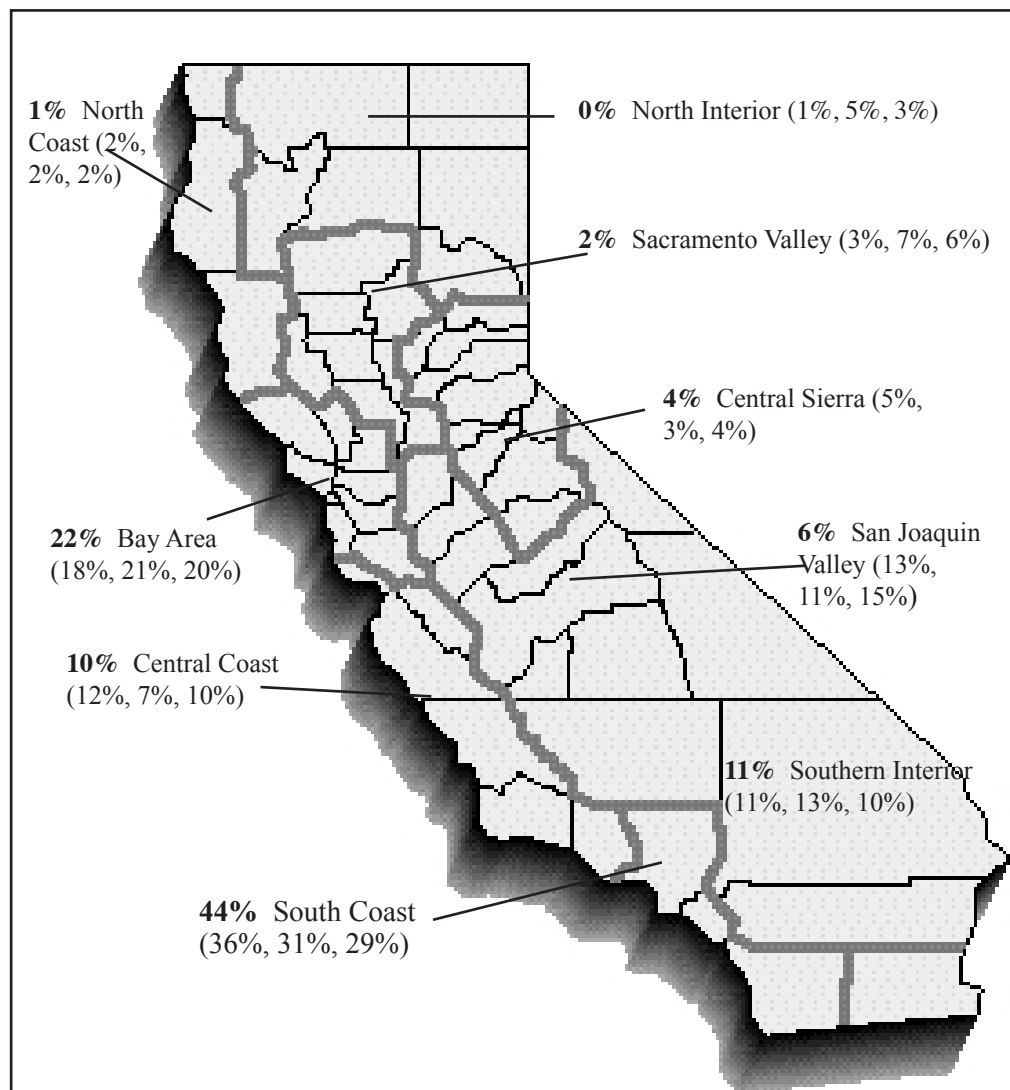 1% North
Coast (2%,
2%, 2%)
0% North Interior (1%, 5%, 3%)
2% Sacramento Valley (3%, 7%, 6%)
4% Central Sierra (5%,
3%, 4%)
22% Bay Area
(18%, 21%, 20%)
6% San Joaquin
Valley (13%,
11%, 15%)
10% Central Coast
(12%, 7%, 10%)
11% Southern Interior
(11%, 13%, 10%)
44% South Coast
(36%, 31%, 29%)